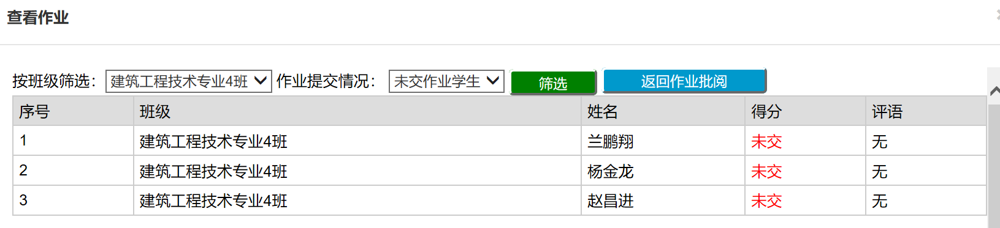 查看作业
按班级筛选： 建筑工程技术专业4班 作业提交情况： 未交作业学生 筛选 返回作业批阅
序号 班级 姓名 得分 评语
1 建筑工程技术专业4班 兰鹏翔 未交 无
2 建筑工程技术专业4班 杨金龙 未交 无
3 建筑工程技术专业4班 赵昌进 未交 无